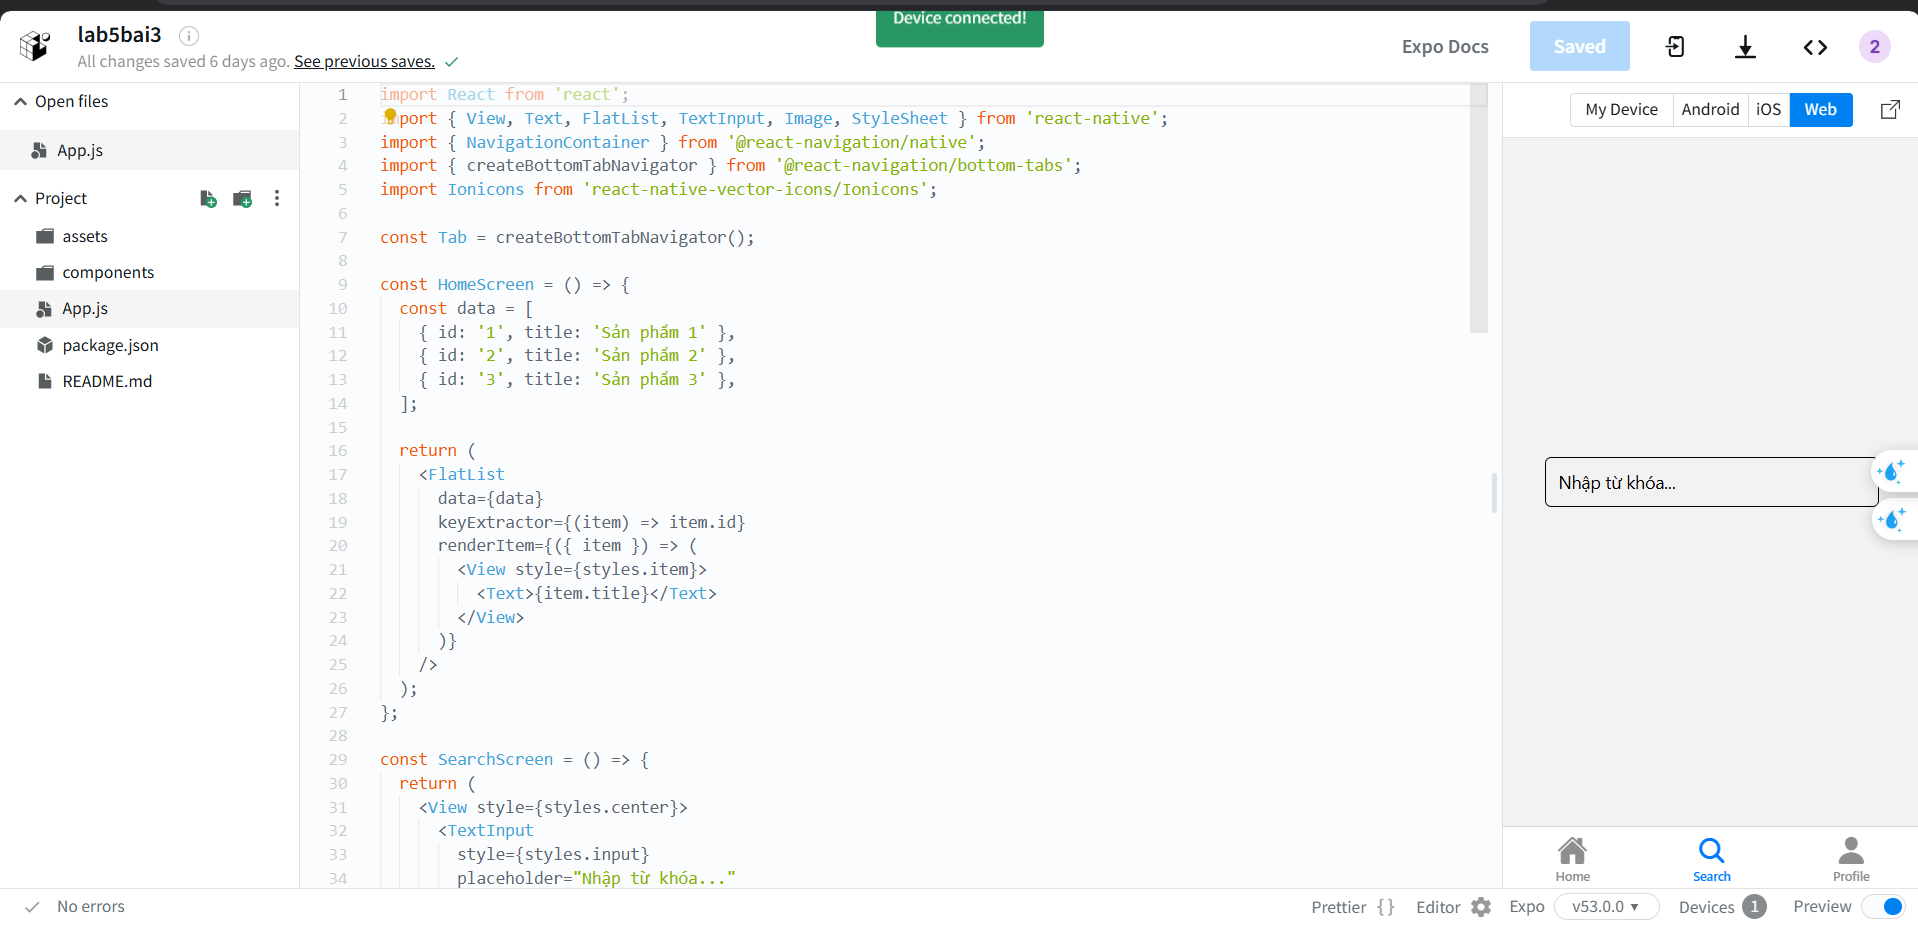 Device connected!
lab5bai3
All changes saved 6 days ago. See previous saves.
Expo Docs
Saved
2
Open files
App.js
Project
assets
components
App.js
package.json
README.md
1 import React from 'react';
2 import { View, Text, FlatList, TextInput, Image, StyleSheet } from 'react-native';
3 import { NavigationContainer } from '@react-navigation/native';
4 import { createBottomTabNavigator } from '@react-navigation/bottom-tabs';
5 import Ionicons from 'react-native-vector-icons/Ionicons';
6
7 const Tab = createBottomTabNavigator();
8
9 const HomeScreen = () => {
10 const data = [
11 { id: '1', title: 'Sản phẩm 1' },
12 { id: '2', title: 'Sản phẩm 2' },
13 { id: '3', title: 'Sản phẩm 3' },
14 ];
15
16 return (
17 <FlatList
18 data={data}
19 keyExtractor={(item) => item.id}
20 renderItem={({ item }) => (
21 <View style={styles.item}>
22 <Text>{item.title}</Text>
23 </View>
24 )}
25 />
26 );
27 };
28
29 const SearchScreen = () => {
30 return (
31 <View style={styles.center}>
32 <TextInput
33 style={styles.input}
34 placeholder="Nhập từ khóa..."
My Device Android iOS Web
Nhập từ khóa...
Home Search Profile
No errors
Prettier {} Editor Expo v53.0.0 Devices 1 Preview